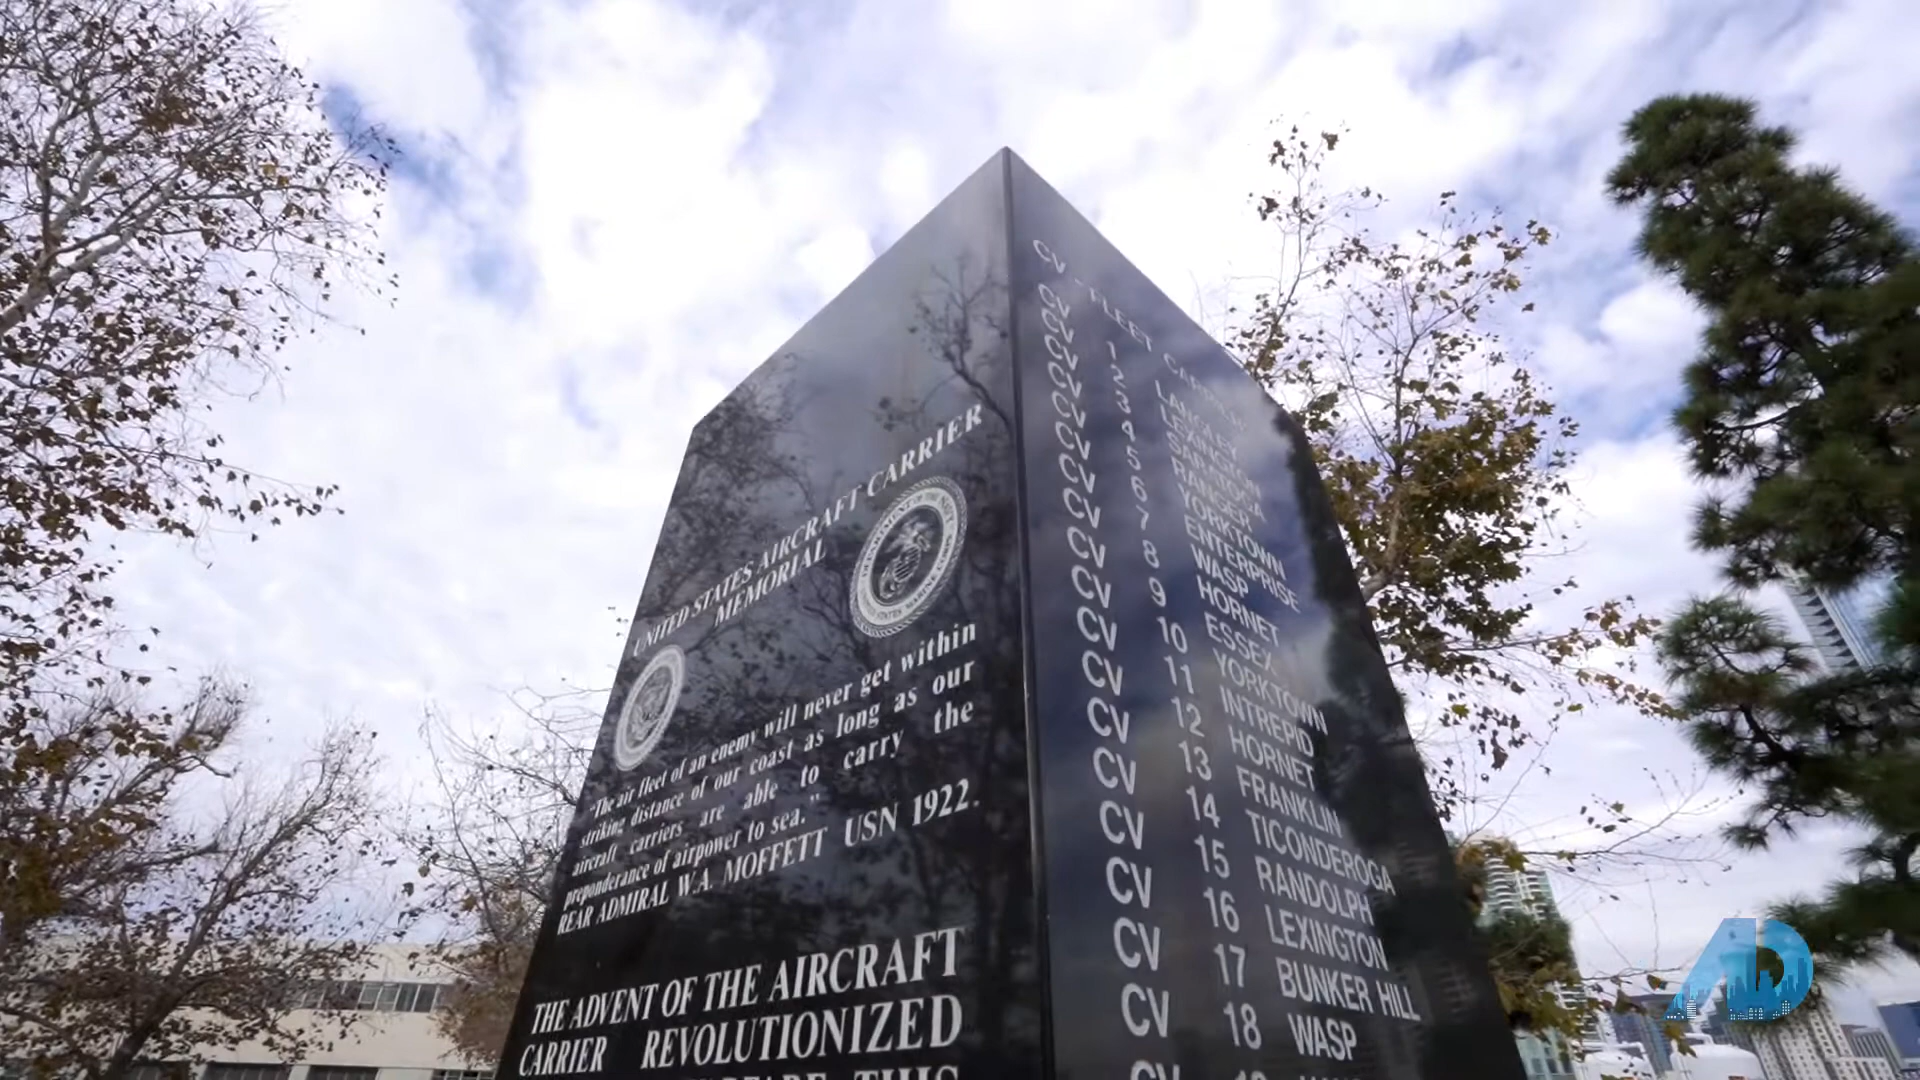 UNITED STATES AIRCRAFT CARRIER
MEMORIAL
"The air fleet of an enemy will never get within
striking distance of our coast as long as our
aircraft carriers are able to carry the
preponderance of airpower to sea."
REAR ADMIRAL W.A. MOFFETT USN 1922.
THE ADVENT OF THE AIRCRAFT
CARRIER REVOLUTIONIZED
THIS
CV - FLEET CARRIER
CV 1 LANGLEY
CV 2 LEXINGTON
CV 3 SARATOGA
CV 4 RANGER
CV 5 YORKTOWN
CV 6 ENTERPRISE
CV 7 WASP
CV 8 HORNET
CV 9 ESSEX
CV 10 YORKTOWN
CV 11 INTREPID
CV 12 HORNET
CV 13 FRANKLIN
CV 14 TICONDEROGA
CV 15 RANDOLPH
CV 16 LEXINGTON
CV 17 BUNKER HILL
CV 18 WASP
CV
AD